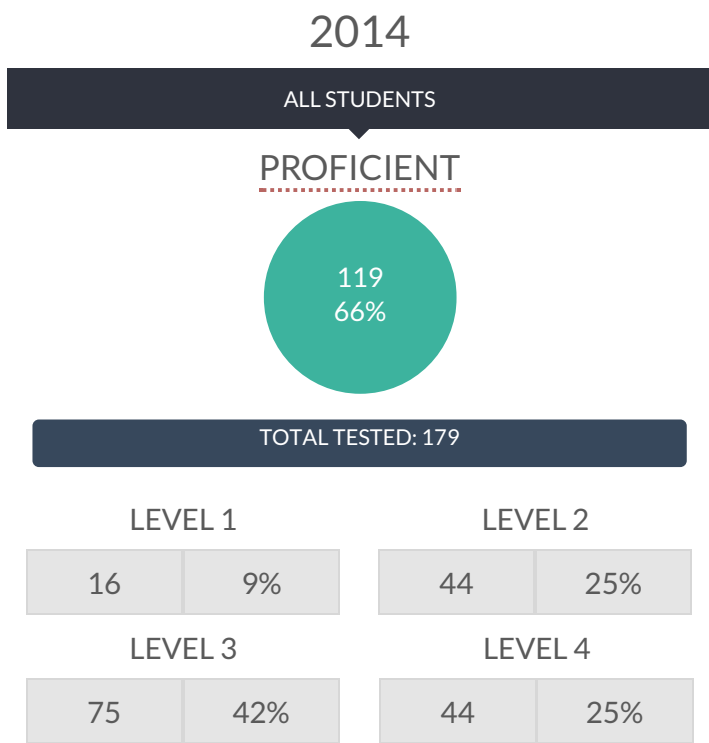 2014
ALL STUDENTS
PROFICIENT
119
66%
TOTAL TESTED: 179
LEVEL 1 LEVEL 2
16 9% 44 25%
LEVEL 3 LEVEL 4
75 42% 44 25%